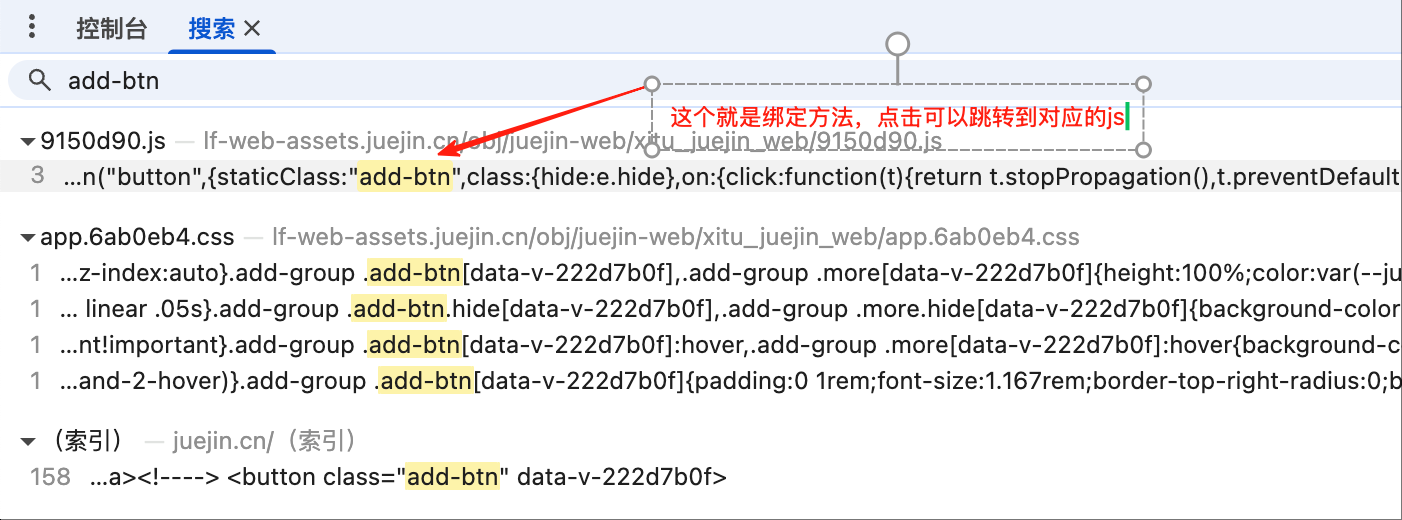 控制台 搜索
add-btn
这个就是绑定方法，点击可以跳转到对应的js
9150d90.js — lf-web-assets.juejin.cn/obj/juejin-web/xitu_juejin_web/9150d90.js
3 …n("button",{staticClass:"add-btn",class:{hide:e.hide},on:{click:function(t){return t.stopPropagation(),t.preventDefault
app.6ab0eb4.css — lf-web-assets.juejin.cn/obj/juejin-web/xitu_juejin_web/app.6ab0eb4.css
1 …z-index:auto}.add-group .add-btn[data-v-222d7b0f],.add-group .more[data-v-222d7b0f]{height:100%;color:var(--ju
1 … linear .05s}.add-group .add-btn.hide[data-v-222d7b0f],.add-group .more.hide[data-v-222d7b0f]{background-color
1 …nt!important}.add-group .add-btn[data-v-222d7b0f]:hover,.add-group .more[data-v-222d7b0f]:hover{background-c
1 …and-2-hover)}.add-group .add-btn[data-v-222d7b0f]{padding:0 1rem;font-size:1.167rem;border-top-right-radius:0;b
（索引） — juejin.cn/（索引）
158 …a><!----> <button class="add-btn" data-v-222d7b0f>